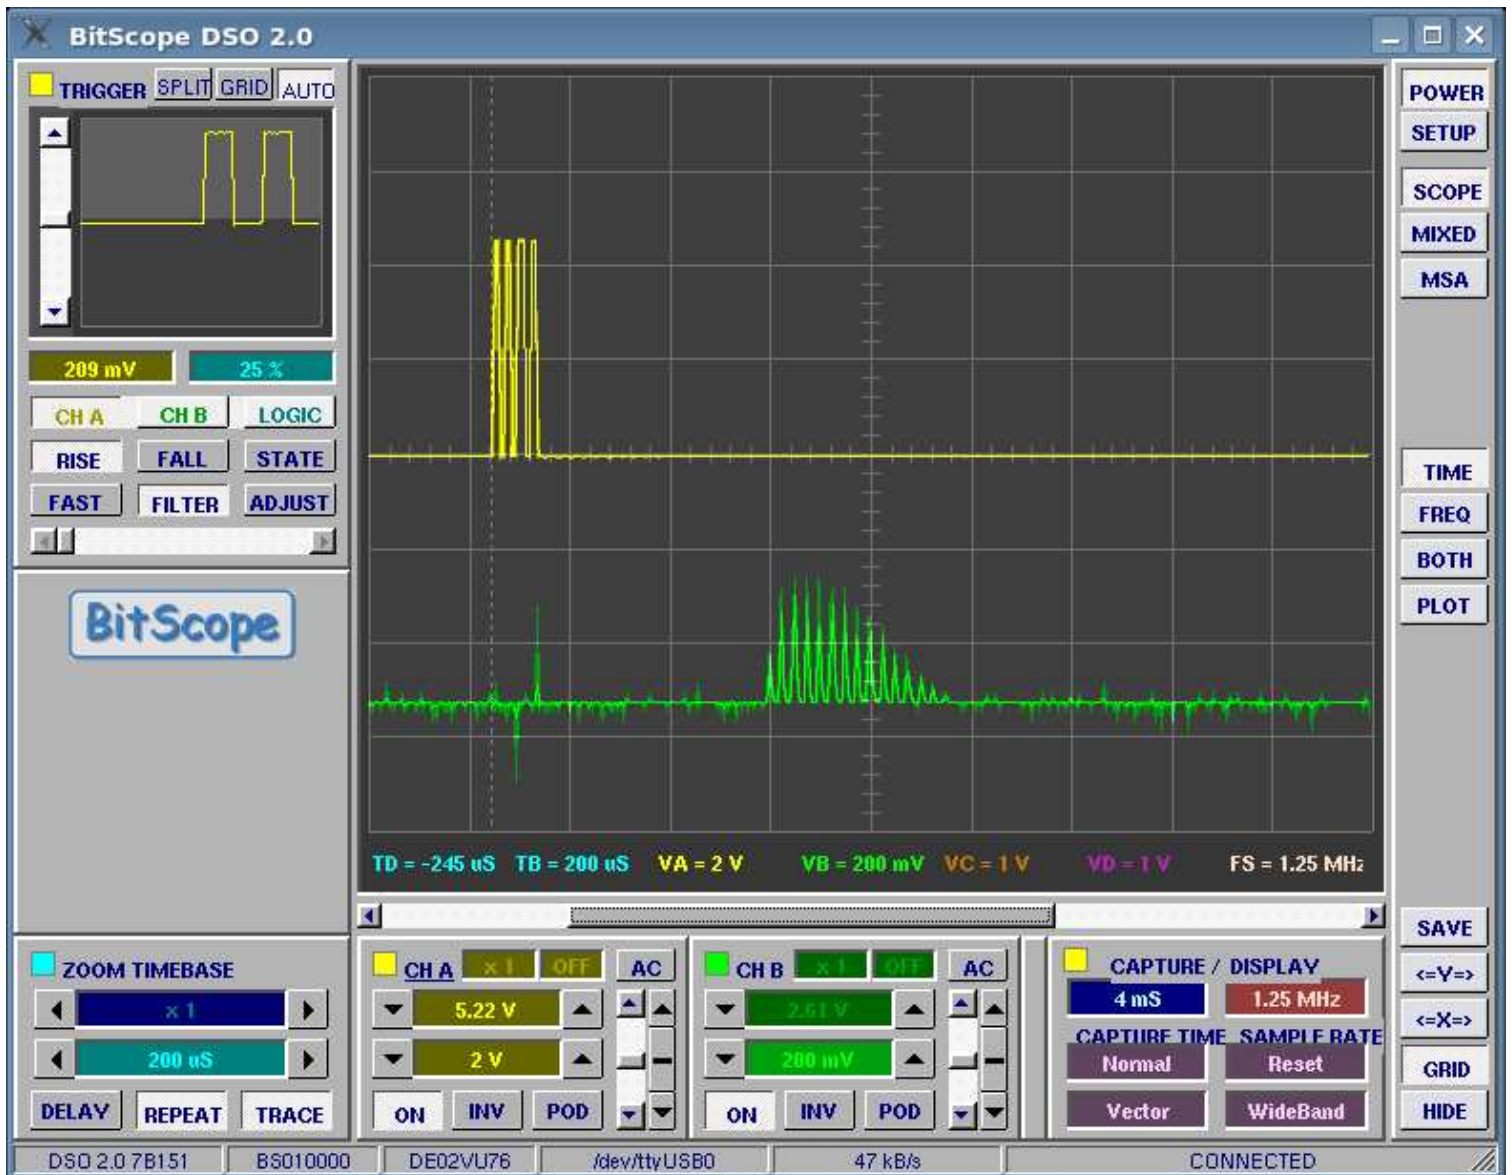 BitScope DSO 2.0
TRIGGER SPLIT GRID AUTO
209 mV 25 %
CH A CH B LOGIC
RISE FALL STATE
FAST FILTER ADJUST
BitScope
TD = -245 uS TB = 200 uS VA = 2 V VB = 200 mV VC = 1 V VD = 1 V FS = 1.25 MHz
POWER
SETUP
SCOPE
MIXED
MSA
TIME
FREQ
BOTH
PLOT
SAVE
<=Y=>
<=X=>
GRID
HIDE
ZOOM TIMEBASE
x 1
200 uS
DELAY REPEAT TRACE
CH A x 1 OFF AC
5.22 V
2 V
ON INV POD
CH B x 1 OFF AC
2.61 V
200 mV
ON INV POD
CAPTURE / DISPLAY
4 mS 1.25 MHz
CAPTURE TIME SAMPLE RATE
Normal Reset
Vector WideBand
DSO 2.0 7B151 BS010000 DE02VU76 /dev/ttyUSB0 47 kB/s CONNECTED